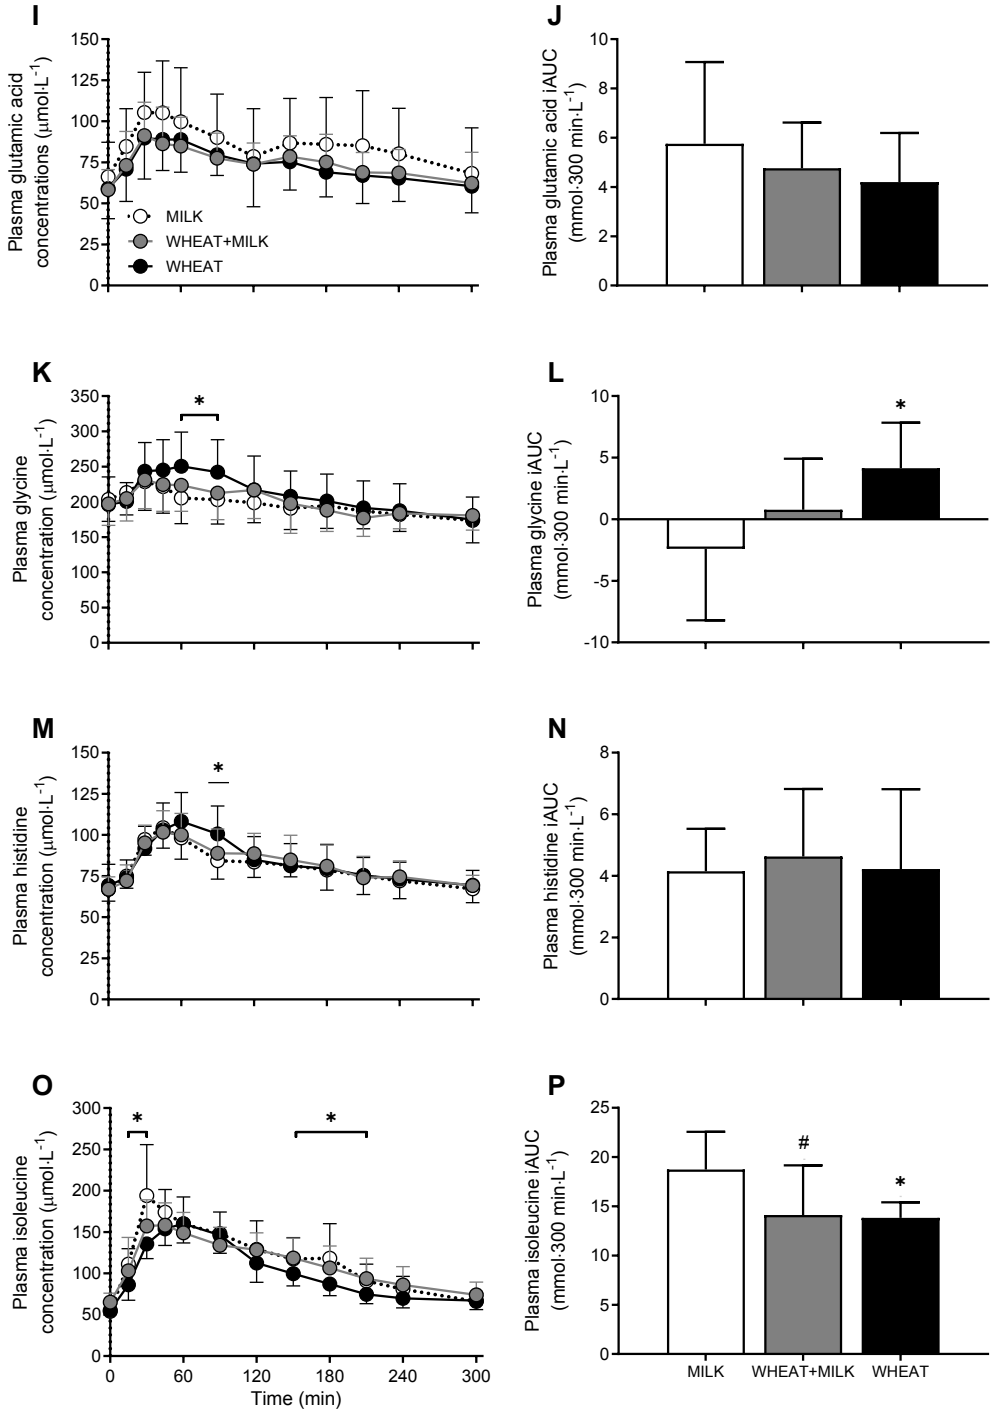 I
Plasma glutamic acid
concentrations (μmol·L⁻¹)
150
125
100
75
50
25
0
MILK
WHEAT+MILK
WHEAT
J
Plasma glutamic acid iAUC
(mmol·300 min·L⁻¹)
10
8
6
4
2
0
K
Plasma glycine
concentration (μmol·L⁻¹)
350
300
250
200
150
100
50
0
*
L
Plasma glycine iAUC
(mmol·300 min·L⁻¹)
10
5
0
-5
-10
*
M
Plasma histidine
concentration (μmol·L⁻¹)
150
125
100
75
50
25
0
*
N
Plasma histidine iAUC
(mmol·300 min·L⁻¹)
8
6
4
2
0
O
Plasma isoleucine
concentration (μmol·L⁻¹)
300
250
200
150
100
50
0
* *
0 60 120 180 240 300
Time (min)
P
Plasma isoleucine iAUC
(mmol·300 min·L⁻¹)
25
20
15
10
5
0
# *
MILK WHEAT+MILK WHEAT